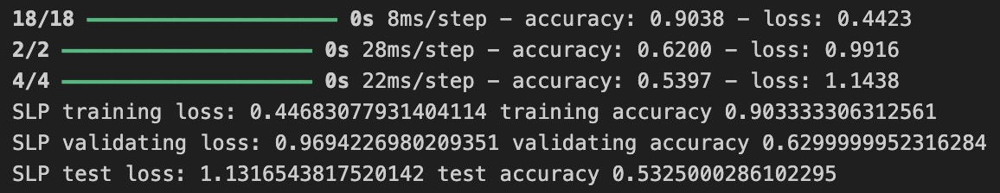 18/18 ━━━━━━━━━━━━━━━━━━━━ 0s 8ms/step - accuracy: 0.9038 - loss: 0.4423
2/2 ━━━━━━━━━━━━━━━━━━━━ 0s 28ms/step - accuracy: 0.6200 - loss: 0.9916
4/4 ━━━━━━━━━━━━━━━━━━━━ 0s 22ms/step - accuracy: 0.5397 - loss: 1.1438
SLP training loss: 0.44683077931404114 training accuracy 0.903333306312561
SLP validating loss: 0.9694226980209351 validating accuracy 0.6299999952316284
SLP test loss: 1.1316543817520142 test accuracy 0.5325000286102295